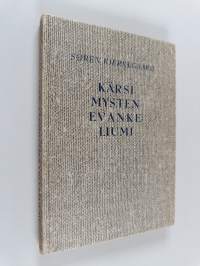 SØREN KIERKEGAARD
KÄRSI
MYSTEN
EVANKE
LIUMI